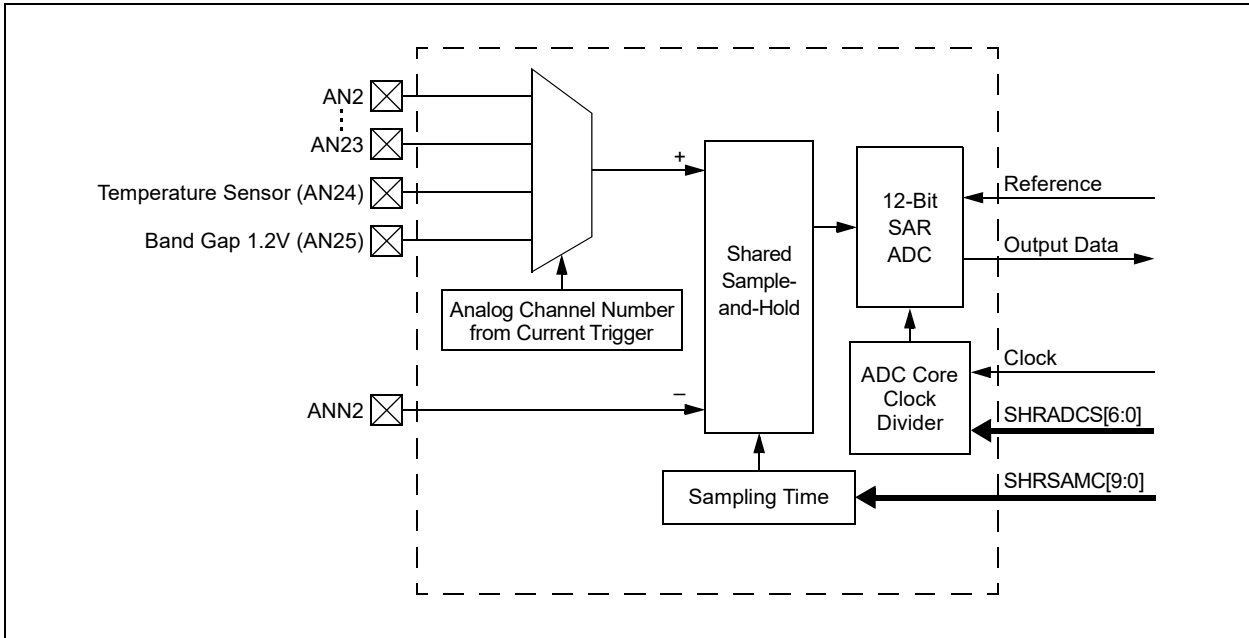 AN2
AN23
Temperature Sensor (AN24)
Band Gap 1.2V (AN25)
Analog Channel Number
from Current Trigger
ANN2
+
–
Shared
Sample-
and-Hold
Sampling Time
12-Bit
SAR
ADC
ADC Core
Clock
Divider
Reference
Output Data
Clock
SHRADCS[6:0]
SHRSAMC[9:0]